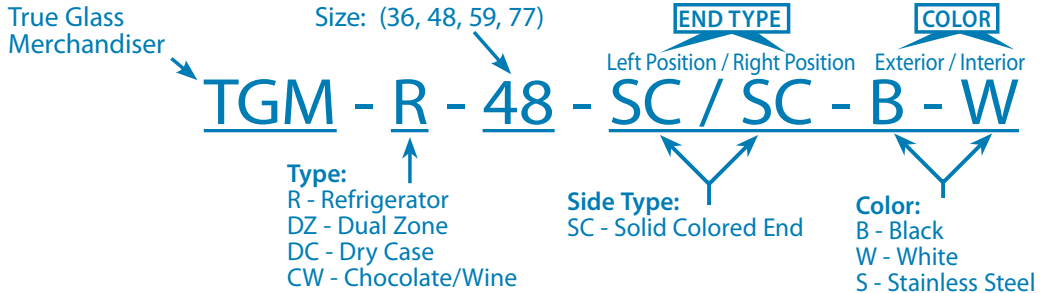 True Glass
Merchandiser
Size: (36, 48, 59, 77)
END TYPE
COLOR
Left Position / Right Position
Exterior / Interior
TGM - R - 48 - SC / SC - B - W
Type:
R - Refrigerator
DZ - Dual Zone
DC - Dry Case
CW - Chocolate/Wine
Side Type:
SC - Solid Colored End
Color:
B - Black
W - White
S - Stainless Steel